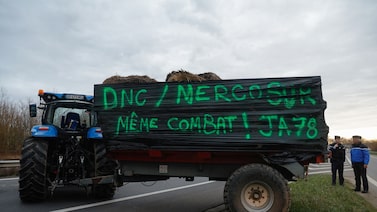 DNC / MERCOSUR
MÊME COMBAT ! JA78